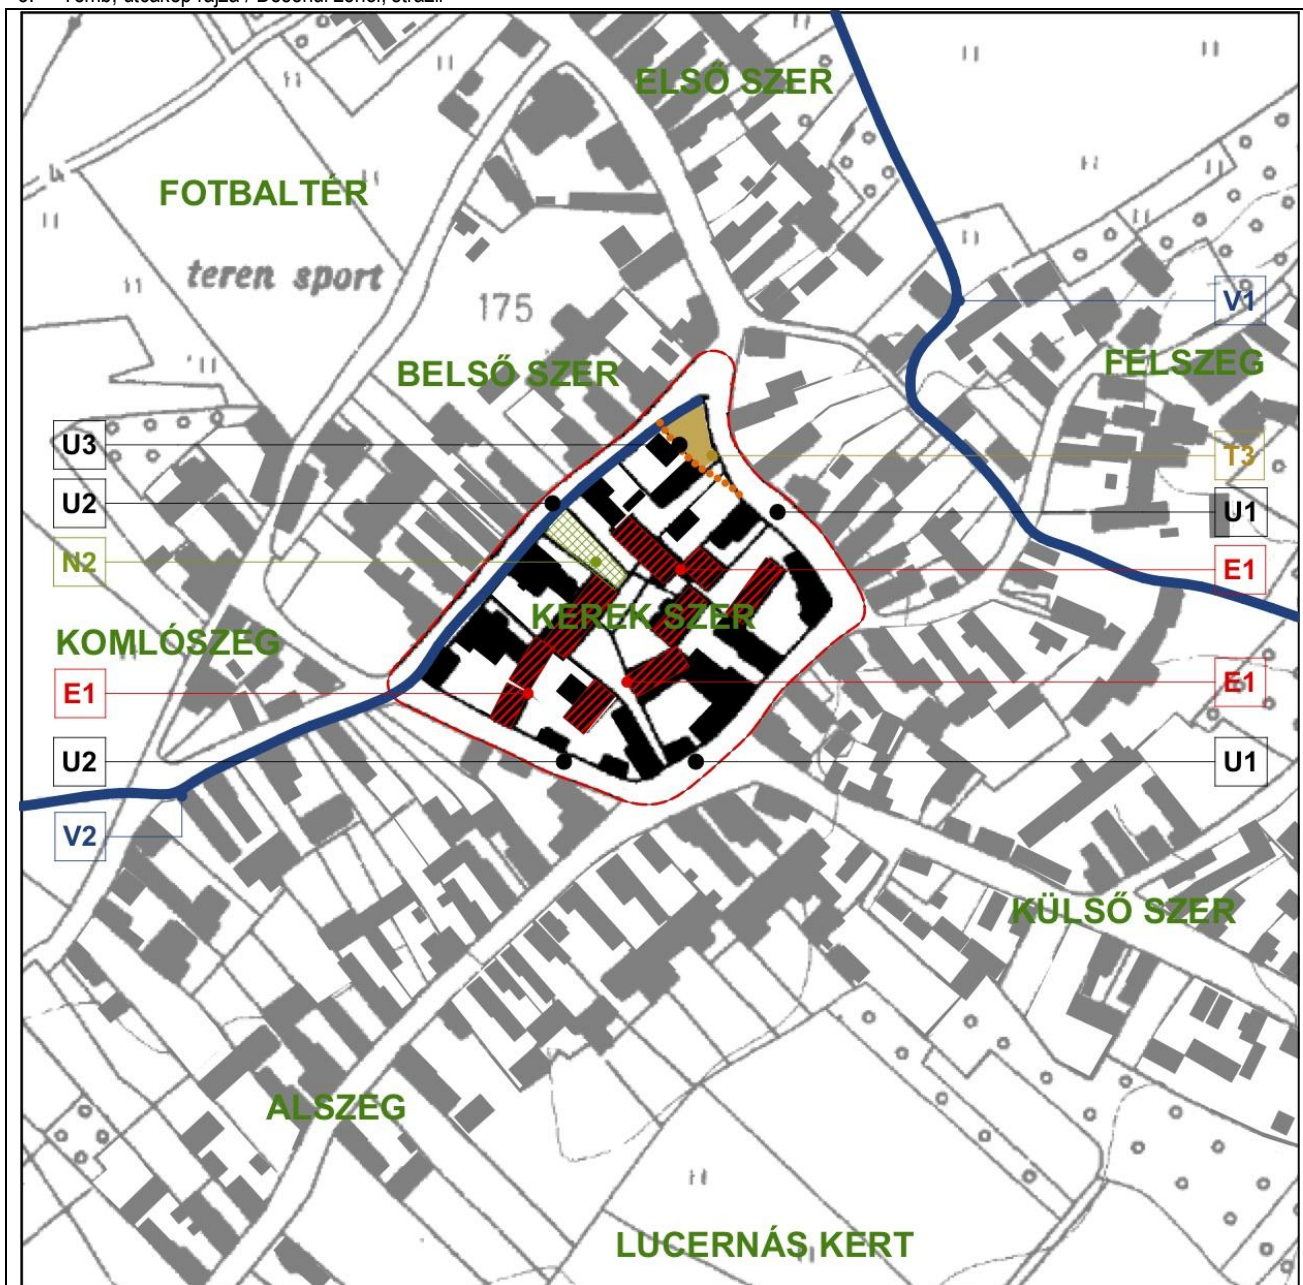 ELSŐ SZER
FOTBALTÉR
teren sport
175
V1
BELSŐ SZER
FELSZEG
U3
T3
U2
U1
N2
E1
KEREK SZER
KOMLÓSZEG
E1
E1
U2
U1
V2
KÜLSŐ SZER
ALSZEG
LUCERNÁS KERT